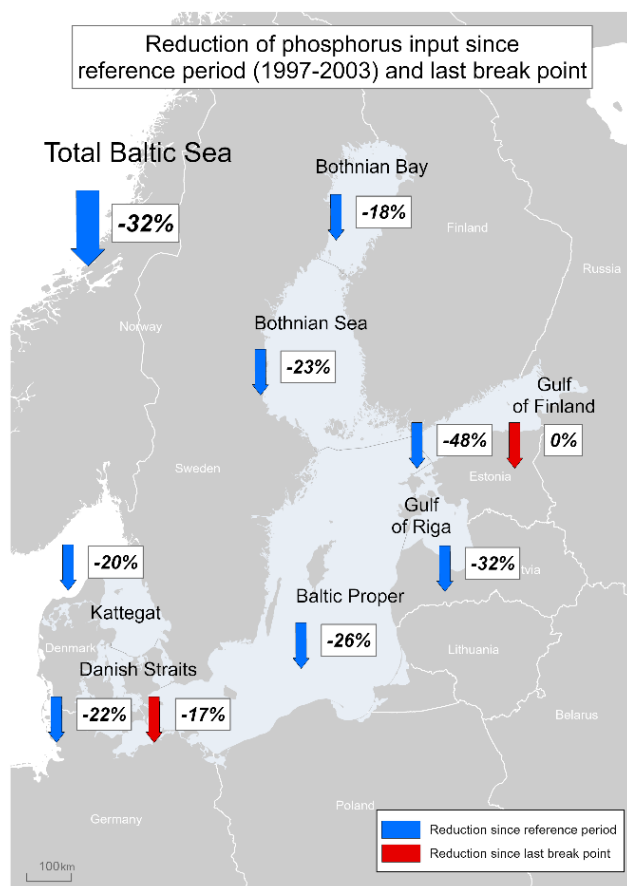 Reduction of phosphorus input since
reference period (1997-2003) and last break point
Total Baltic Sea
-32%
Bothnian Bay
-18%
Finland
Russia
Norway
Bothnian Sea
-23%
Gulf
of Finland
-48%
0%
Sweden
Estonia
Gulf
of Riga
-20%
-32%
tvia
Kattegat
Baltic Proper
-26%
Denmark
Lithuania
Danish Straits
-22%
-17%
Belarus
Poland
Germany
Reduction since reference period
Reduction since last break point
100km